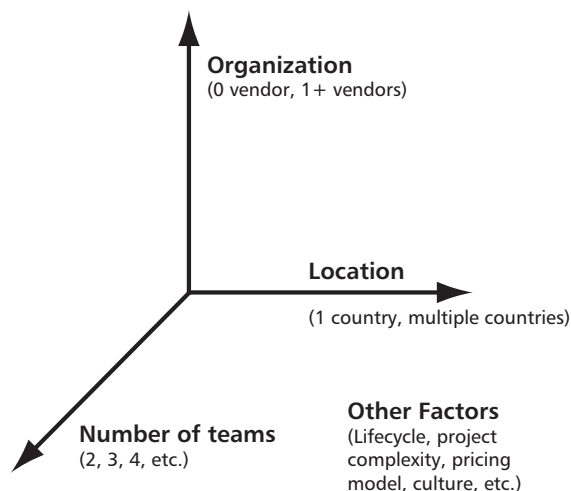 Organization
(0 vendor, 1+ vendors)
Location
(1 country, multiple countries)
Number of teams
(2, 3, 4, etc.)
Other Factors
(Lifecycle, project
complexity, pricing
model, culture, etc.)